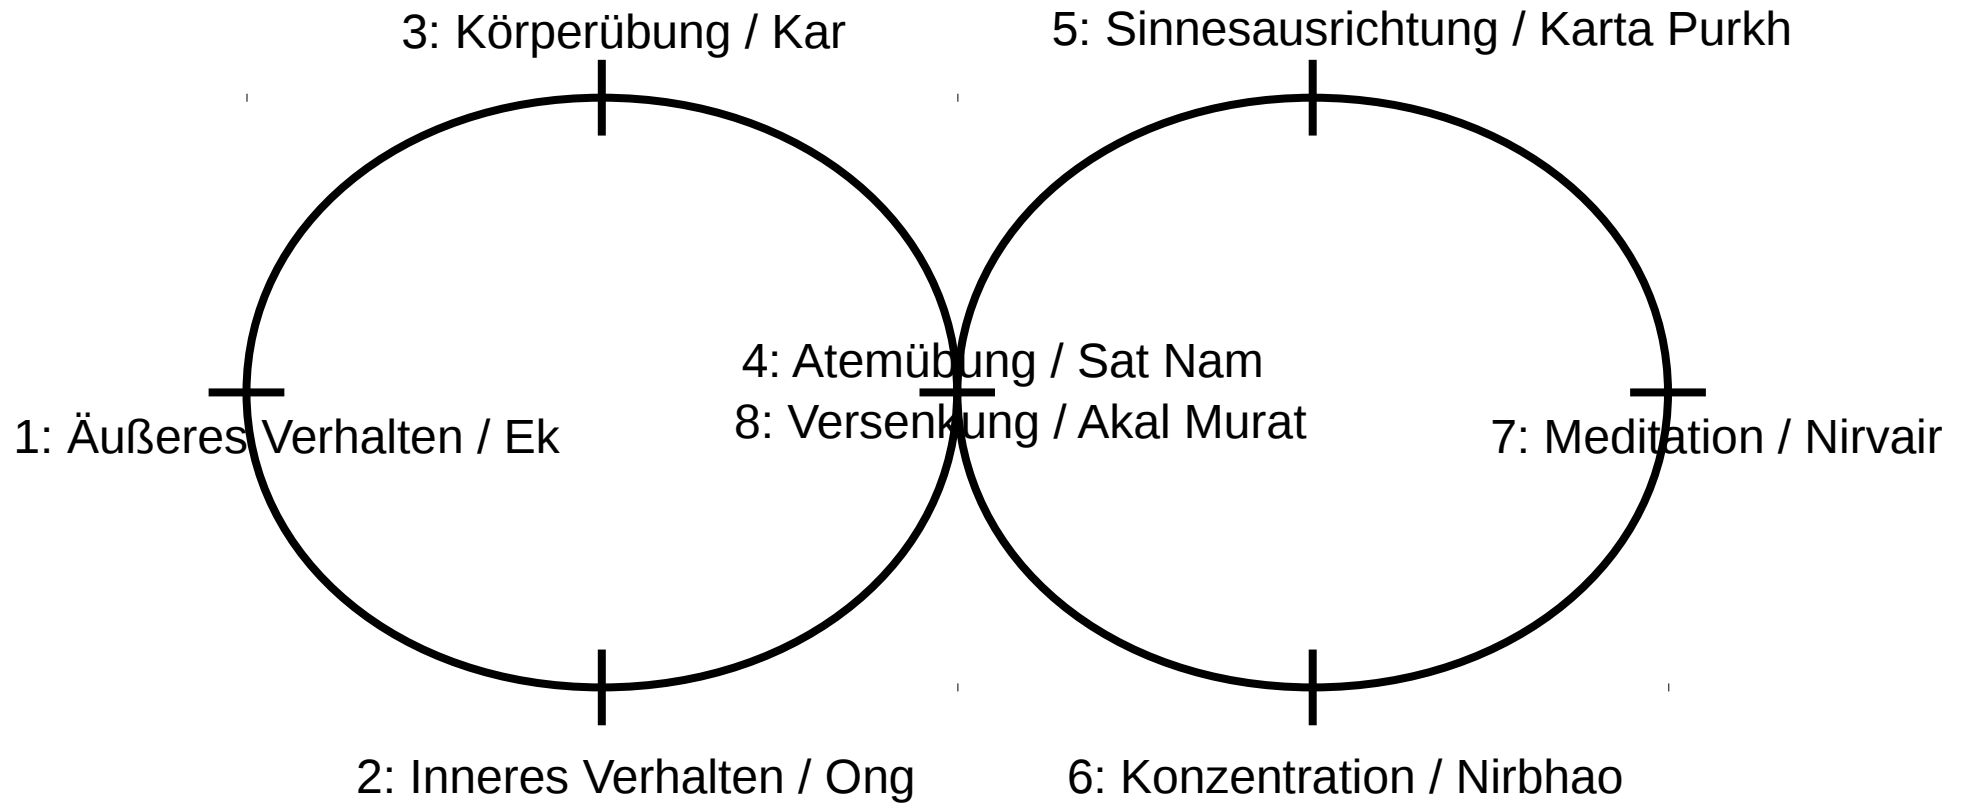 3: Körperübung / Kar
5: Sinnesausrichtung / Karta Purkh
4: Atemübung / Sat Nam
8: Versenkung / Akal Murat
1: Äußeres Verhalten / Ek
7: Meditation / Nirvair
2: Inneres Verhalten / Ong
6: Konzentration / Nirbhao